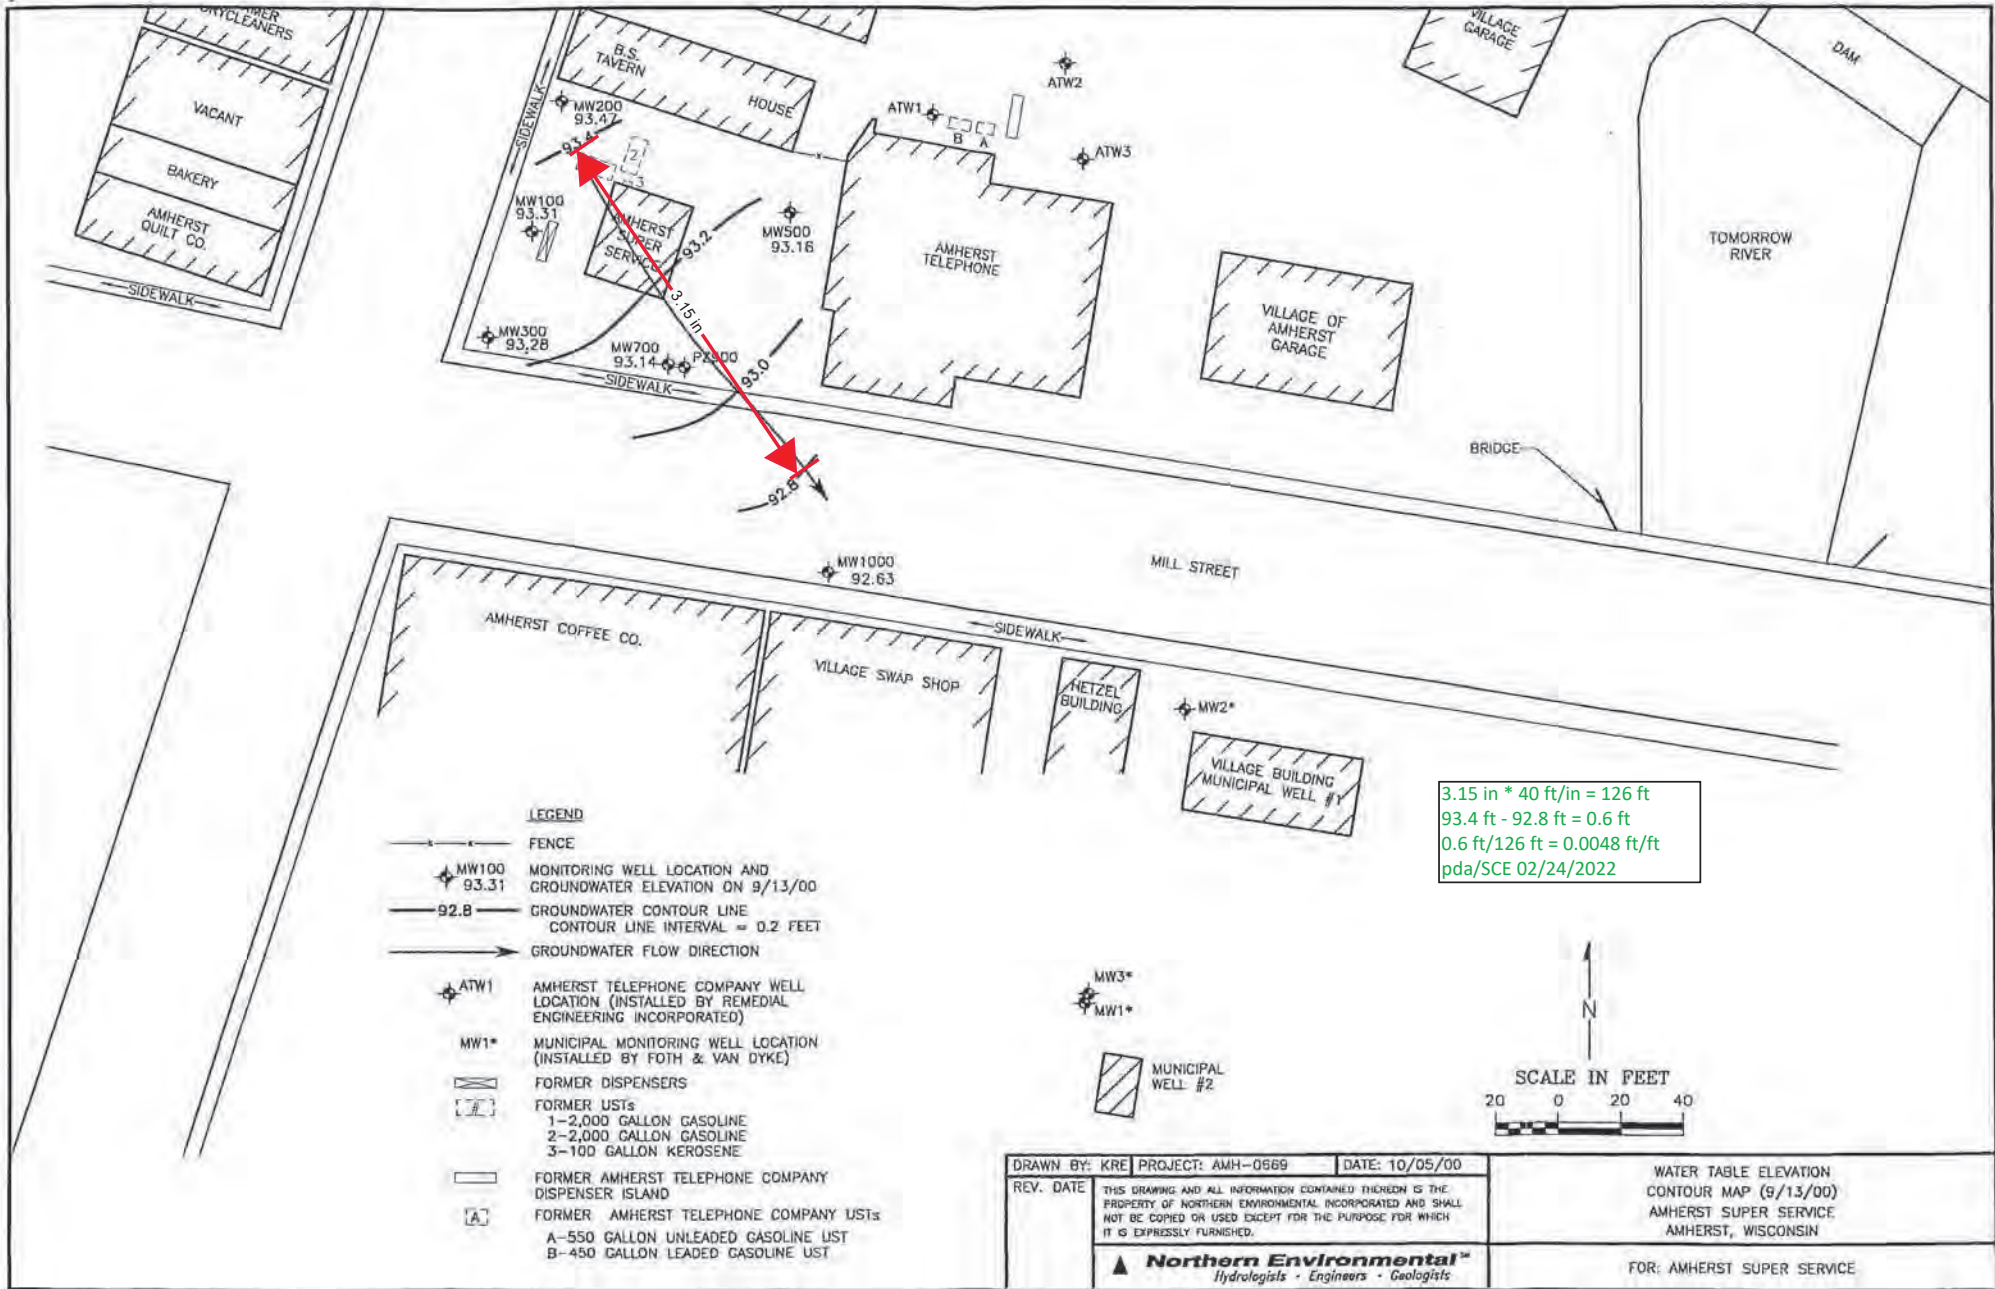 DRYCLEANERS
VACANT
BAKERY
AMHERST
QUILT CO.
SIDEWALK
SIDEWALK
B.S.
TAVERN
HOUSE
MW200
93.47
93.4
2
3
MW100
93.31
AMHERST
SUPER
SERVICE
93.2
MW500
93.16
3.15 in
MW300
93.28
MW700
93.14
PZ900
93.0
SIDEWALK
92.8
ATW1
B A
ATW2
ATW3
AMHERST
TELEPHONE
VILLAGE
GARAGE
DAM
TOMORROW
RIVER
VILLAGE OF
AMHERST
GARAGE
BRIDGE
MILL STREET
MW1000
92.63
SIDEWALK
AMHERST COFFEE CO.
VILLAGE SWAP SHOP
HETZEL
BUILDING
MW2*
VILLAGE BUILDING
MUNICIPAL WELL #1
3.15 in * 40 ft/in = 126 ft
93.4 ft - 92.8 ft = 0.6 ft
0.6 ft/126 ft = 0.0048 ft/ft
pda/SCE 02/24/2022
LEGEND
FENCE
MW100
93.31
MONITORING WELL LOCATION AND
GROUNDWATER ELEVATION ON 9/13/00
92.8
GROUNDWATER CONTOUR LINE
CONTOUR LINE INTERVAL = 0.2 FEET
GROUNDWATER FLOW DIRECTION
ATW1
AMHERST TELEPHONE COMPANY WELL
LOCATION (INSTALLED BY REMEDIAL
ENGINEERING INCORPORATED)
MW1*
MUNICIPAL MONITORING WELL LOCATION
(INSTALLED BY FOTH & VAN DYKE)
FORMER DISPENSERS
#
FORMER USTs
1-2,000 GALLON GASOLINE
2-2,000 GALLON GASOLINE
3-100 GALLON KEROSENE
FORMER AMHERST TELEPHONE COMPANY
DISPENSER ISLAND
A
FORMER AMHERST TELEPHONE COMPANY USTs
A-550 GALLON UNLEADED GASOLINE UST
B-450 GALLON LEADED GASOLINE UST
MW3*
MW1*
MUNICIPAL
WELL #2
N
SCALE IN FEET
20 0 20 40
DRAWN BY: KRE PROJECT: AMH-0669 DATE: 10/05/00
REV. DATE
THIS DRAWING AND ALL INFORMATION CONTAINED THEREON IS THE
PROPERTY OF NORTHERN ENVIRONMENTAL INCORPORATED AND SHALL
NOT BE COPIED OR USED EXCEPT FOR THE PURPOSE FOR WHICH
IT IS EXPRESSLY FURNISHED.
Northern Environmental℠
Hydrologists • Engineers • Geologists
WATER TABLE ELEVATION
CONTOUR MAP (9/13/00)
AMHERST SUPER SERVICE
AMHERST, WISCONSIN
FOR: AMHERST SUPER SERVICE